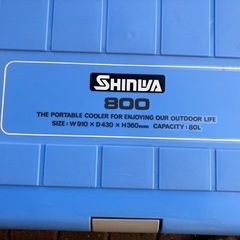 SHINWA
800
THE PORTABLE COOLER FOR ENJOYING OUR OUTDOOR LIFE
SIZE: W910×D430×H360mm CAPACITY: 80L